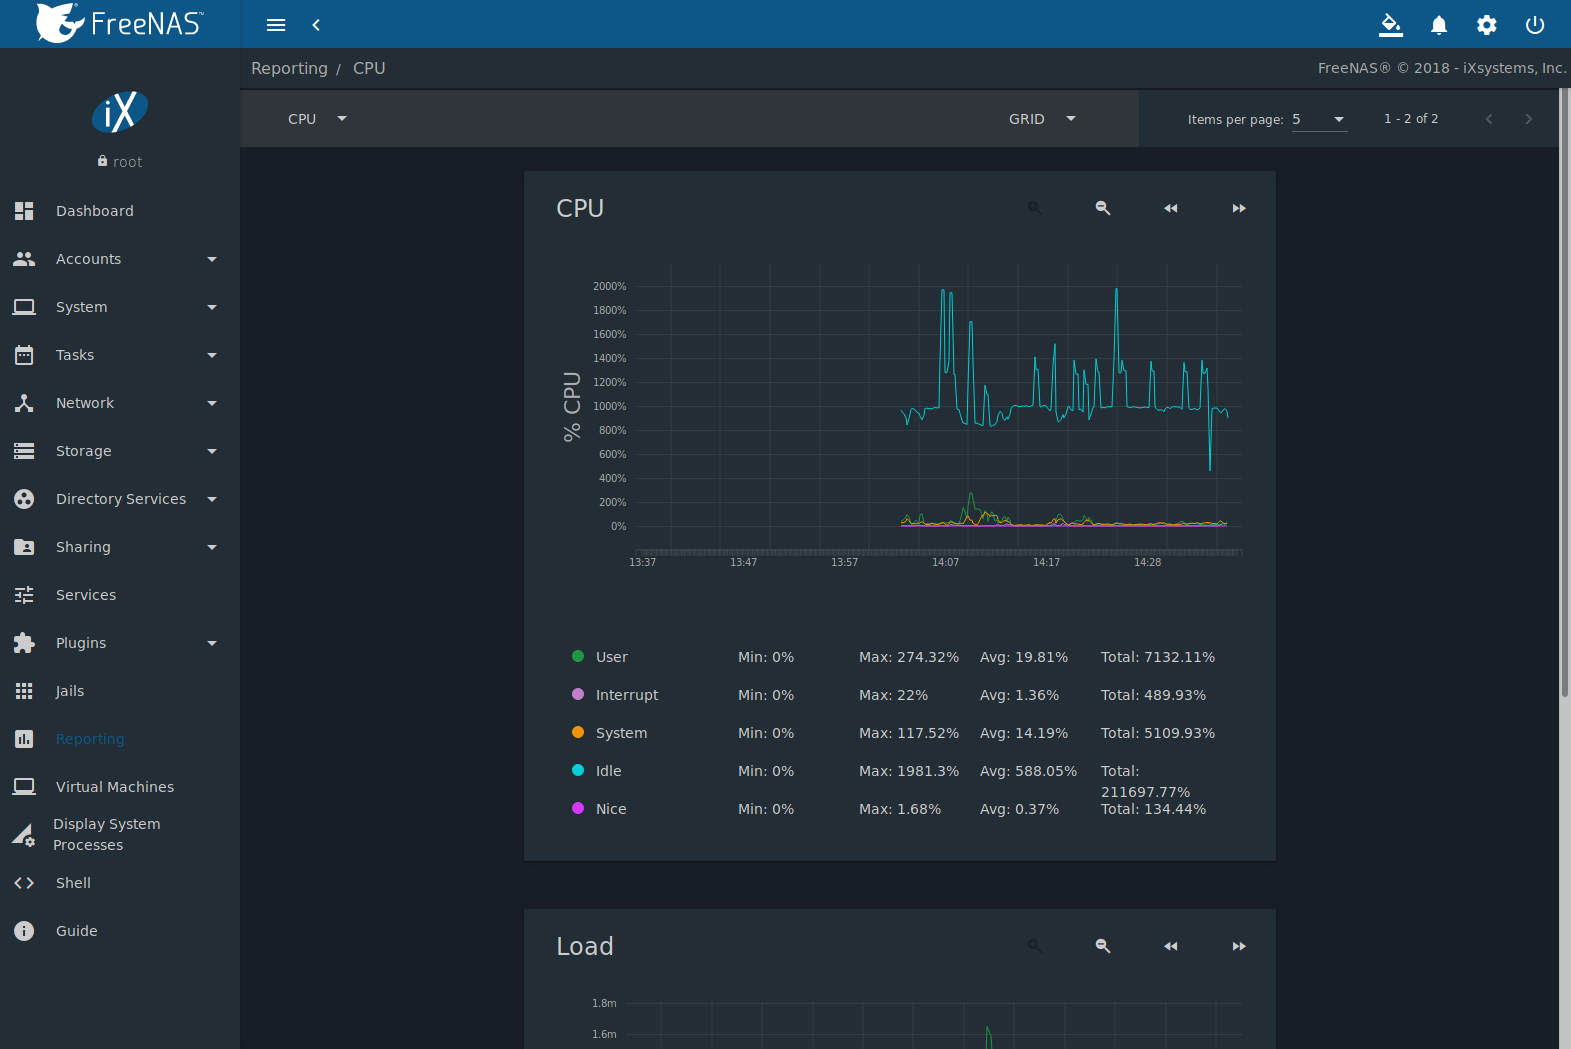 FreeNAS™
Reporting / CPU
FreeNAS® © 2018 - iXsystems, Inc.
iX
root
Dashboard
Accounts
System
Tasks
Network
Storage
Directory Services
Sharing
Services
Plugins
Jails
Reporting
Virtual Machines
Display System
Processes
Shell
Guide
CPU
GRID
Items per page: 5
1 - 2 of 2
CPU
% CPU
2000%
1800%
1600%
1400%
1200%
1000%
800%
600%
400%
200%
0%
13:37 13:47 13:57 14:07 14:17 14:28
User Min: 0% Max: 274.32% Avg: 19.81% Total: 7132.11%
Interrupt Min: 0% Max: 22% Avg: 1.36% Total: 489.93%
System Min: 0% Max: 117.52% Avg: 14.19% Total: 5109.93%
Idle Min: 0% Max: 1981.3% Avg: 588.05% Total:
211697.77%
Nice Min: 0% Max: 1.68% Avg: 0.37% Total: 134.44%
Load
1.8m
1.6m